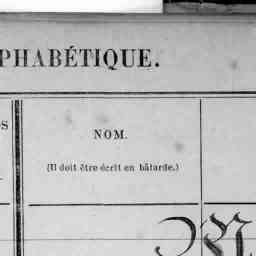 PHABÉTIQUE.
NOM.
(Il doit être écrit en bâtarde.)